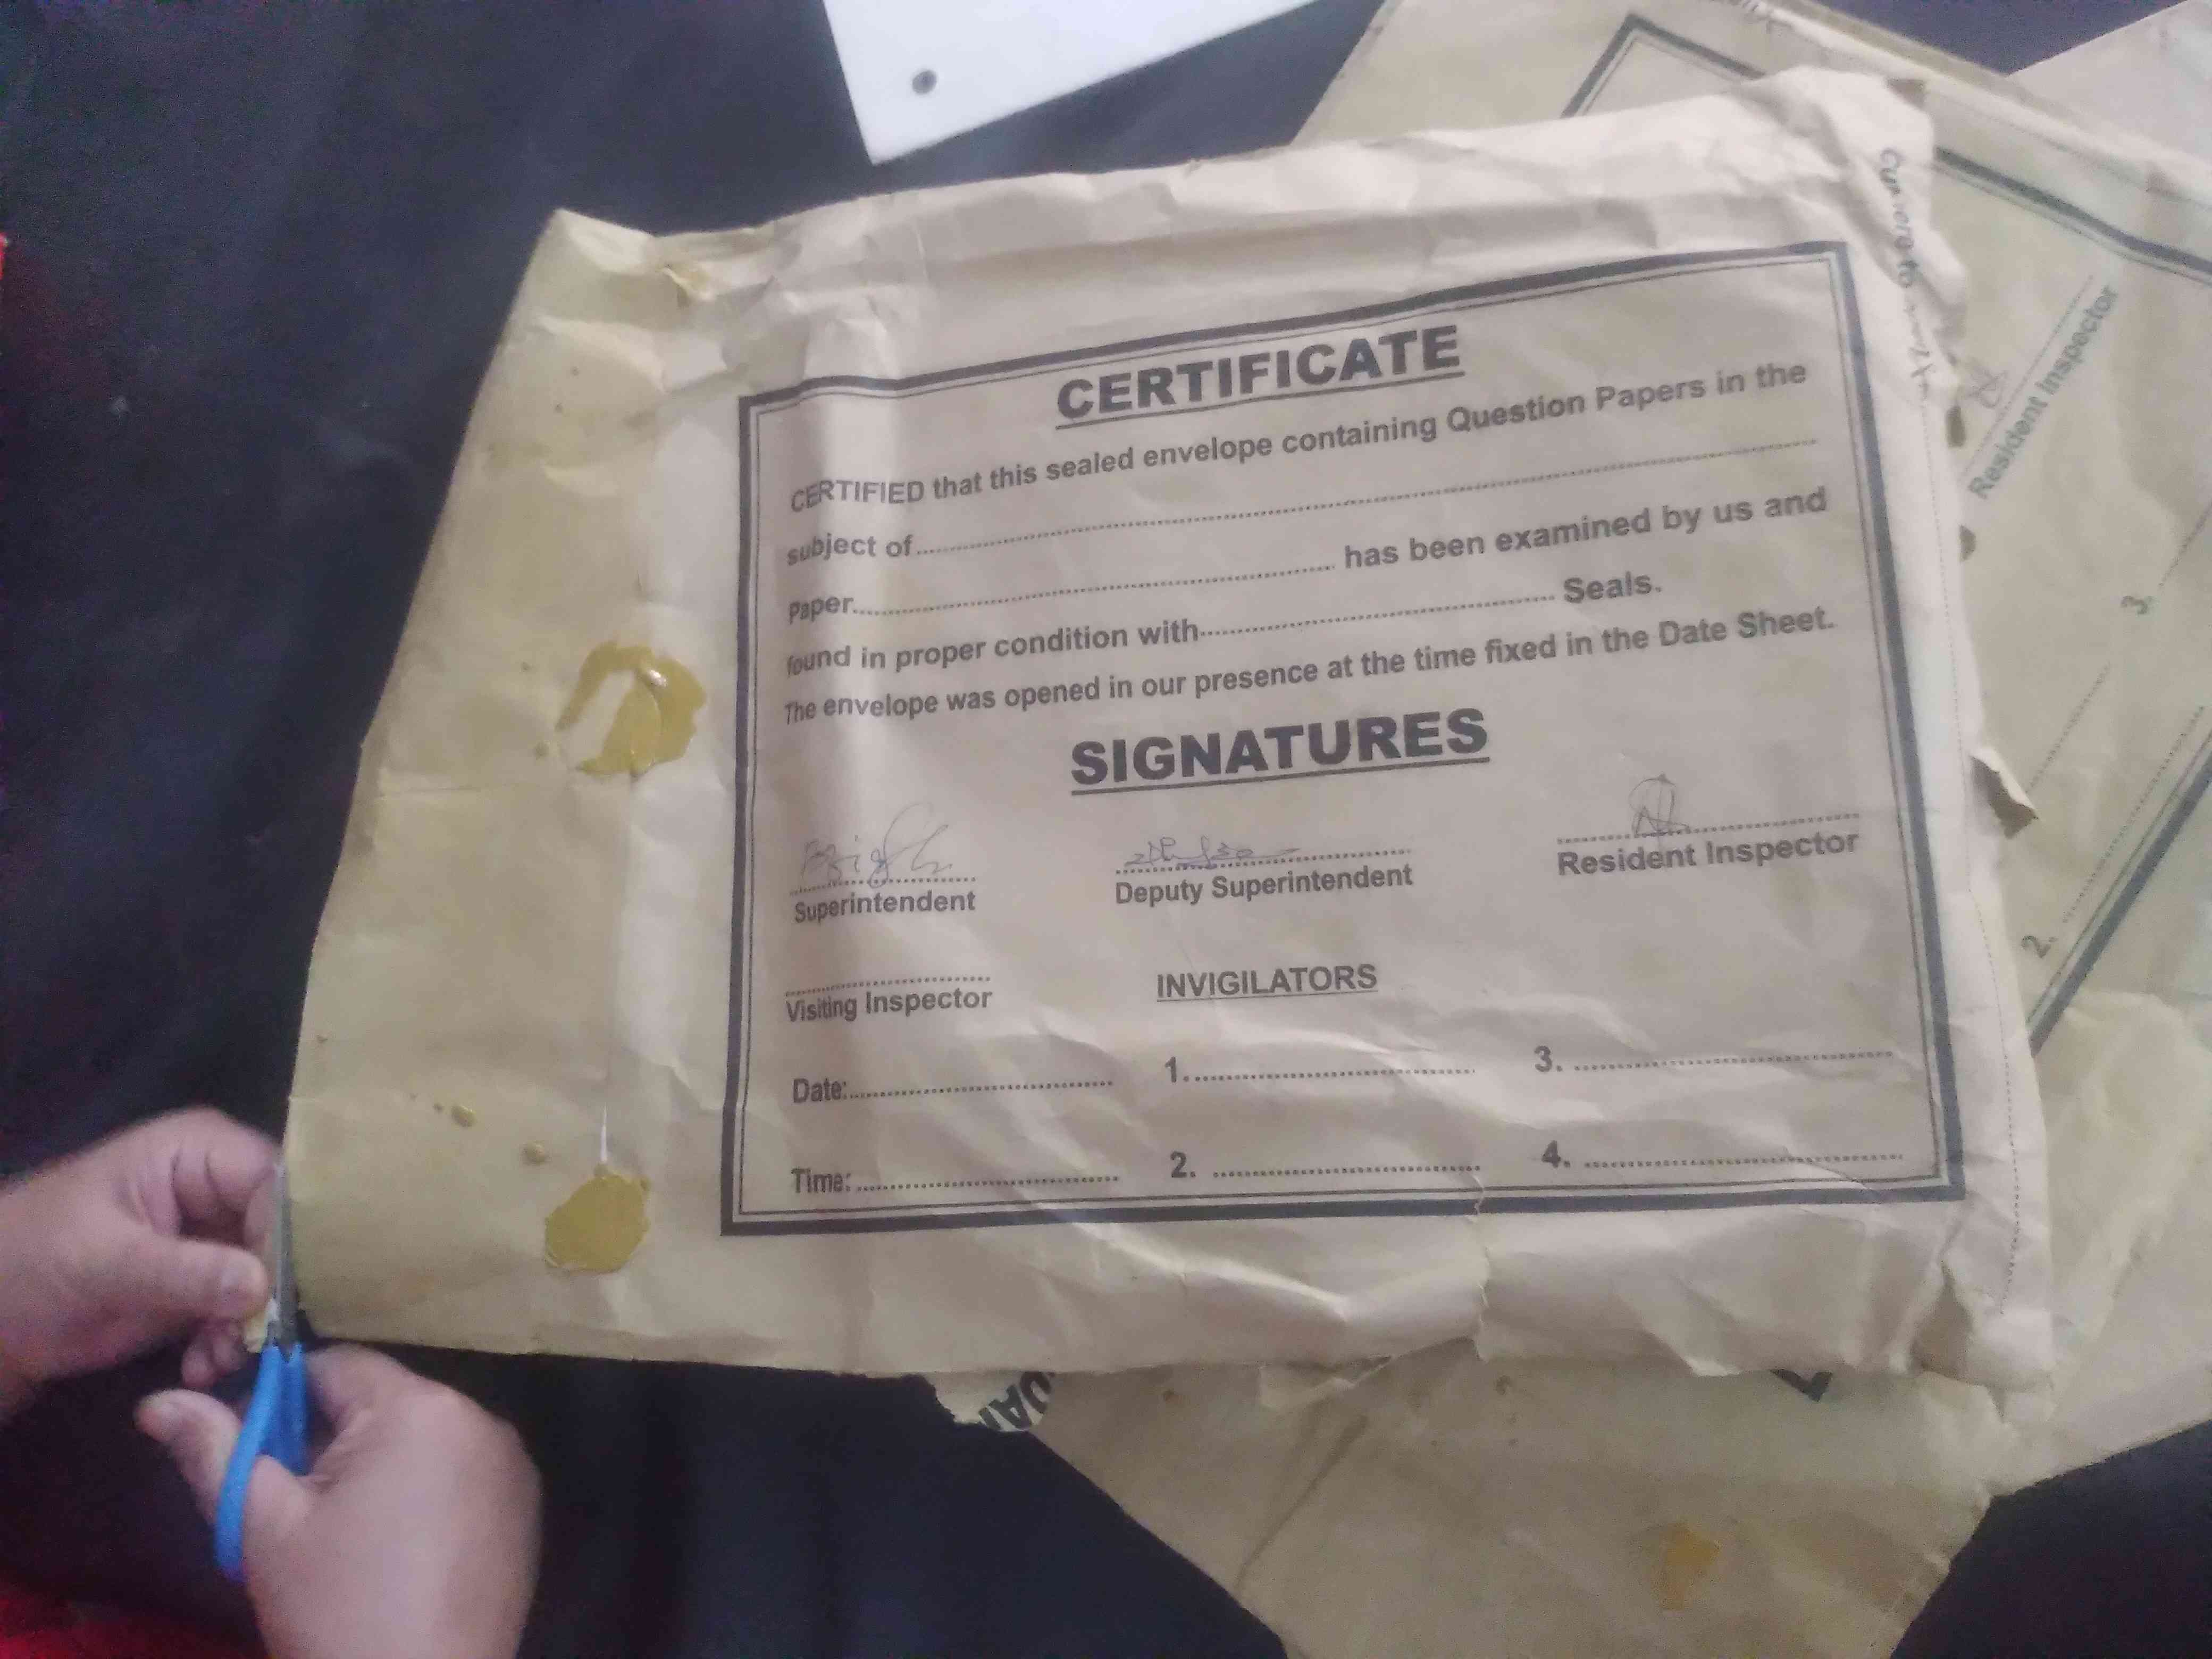 CERTIFICATE
CERTIFIED that this sealed envelope containing Question Papers in the
subject of
Paper has been examined by us and
found in proper condition with Seals.
The envelope was opened in our presence at the time fixed in the Date Sheet.
SIGNATURES
Superintendent Deputy Superintendent Resident Inspector
Visiting Inspector INVIGILATORS
Date: 1. 3.
Time: 2. 4.
Resident Inspector
3.
2.